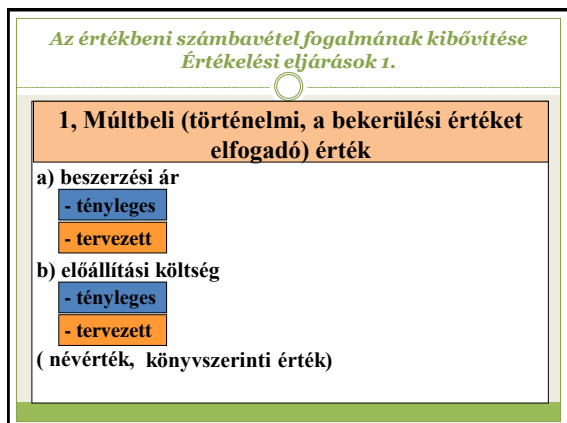 Az értékbeni számbavétel fogalmának kibővítése
Értékelési eljárások 1.
1, Múltbeli (történelmi, a bekerülési értéket
elfogadó) érték
a) beszerzési ár
- tényleges
- tervezett
b) előállítási költség
- tényleges
- tervezett
( névérték, könyvszerinti érték)